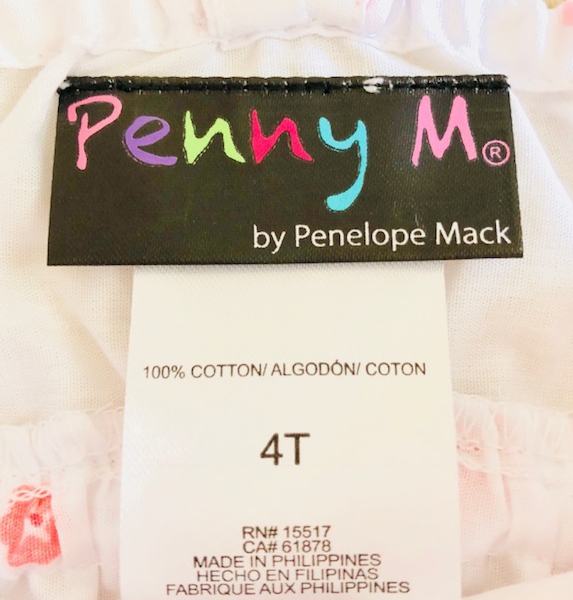 Penny M®
by Penelope Mack
100% COTTON/ ALGODÓN/ COTON
4T
RN# 15517
CA# 61878
MADE IN PHILIPPINES
HECHO EN FILIPINAS
FABRIQUE AUX PHILIPPINES